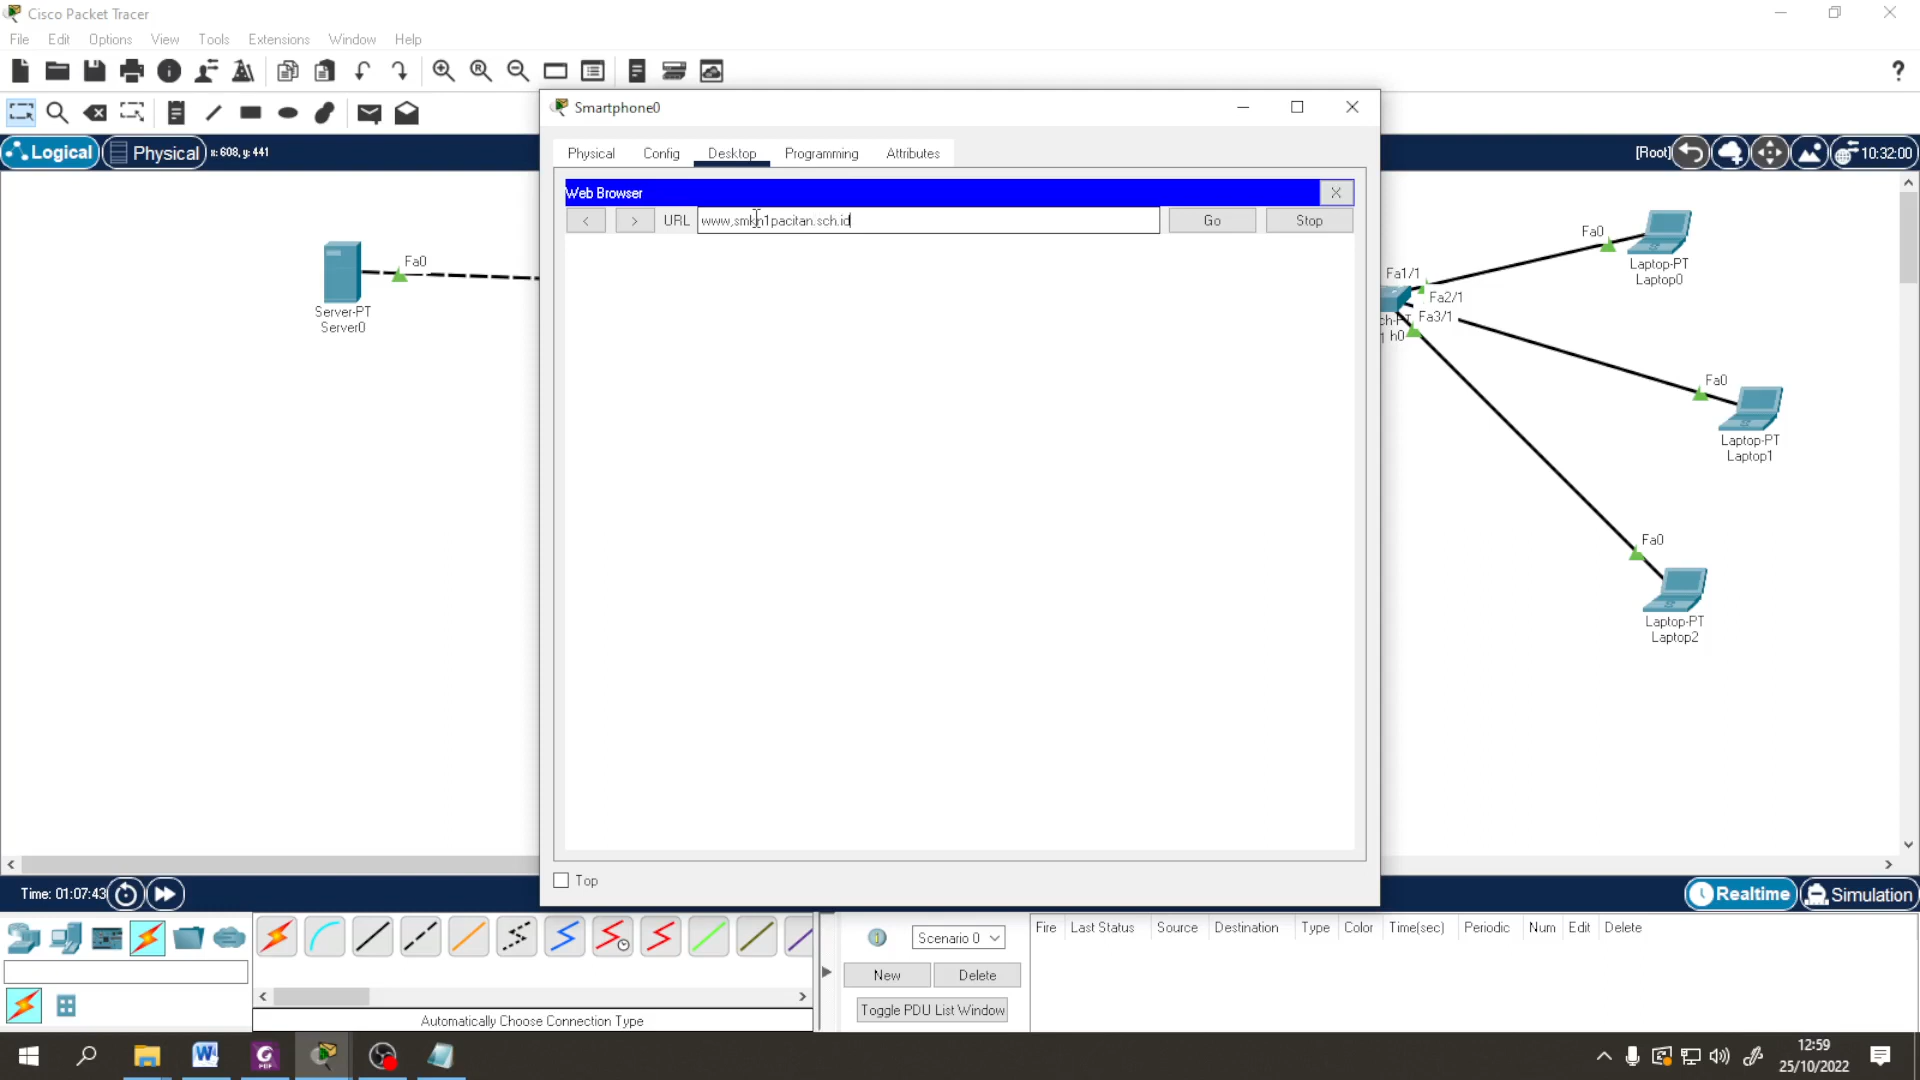 Cisco Packet Tracer
File Edit Options View Tools Extensions Window Help
Smartphone0
Logical Physical x: 608, y: 441
[Root] 10:32:00
Physical Config Desktop Programming Attributes
Web Browser X
< > URL www,smkn1pacitan.sch.id Go Stop
Fa0
Server-PT
Server0
Fa0
Laptop-PT
Laptop0
Fa1/1
Fa2/1
Fa3/1
Fa0
Laptop-PT
Laptop1
Fa0
Laptop-PT
Laptop2
Top
Time: 01:07:43
Realtime Simulation
Scenario 0
New Delete
Toggle PDU List Window
Fire Last Status Source Destination Type Color Time(sec) Periodic Num Edit Delete
Automatically Choose Connection Type
12:59
25/10/2022